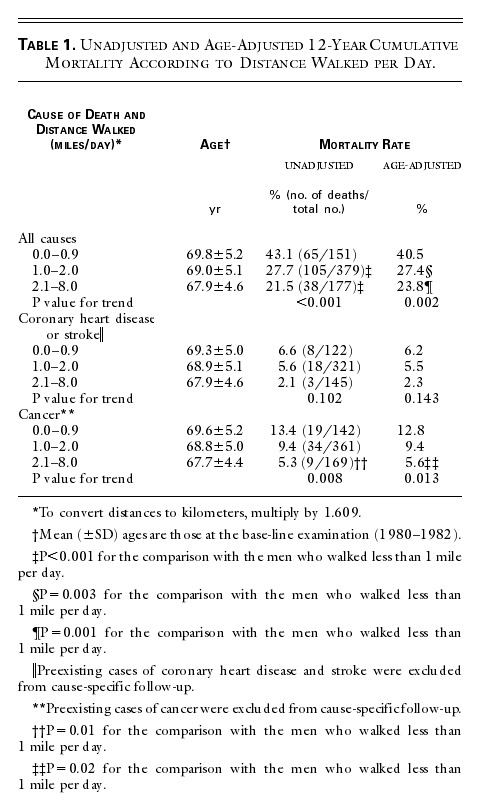 TABLE 1. UNADJUSTED AND AGE-ADJUSTED 12-YEAR CUMULATIVE
MORTALITY ACCORDING TO DISTANCE WALKED PER DAY.
CAUSE OF DEATH AND
DISTANCE WALKED
(MILES/DAY)* AGE† MORTALITY RATE
UNADJUSTED AGE-ADJUSTED
% (no. of deaths/
yr total no.) %
All causes
0.0–0.9 69.8±5.2 43.1 (65/151) 40.5
1.0–2.0 69.0±5.1 27.7 (105/379)‡ 27.4§
2.1–8.0 67.9±4.6 21.5 (38/177)‡ 23.8¶
P value for trend <0.001 0.002
Coronary heart disease
or stroke‖
0.0–0.9 69.3±5.0 6.6 (8/122) 6.2
1.0–2.0 68.9±5.1 5.6 (18/321) 5.5
2.1–8.0 67.9±4.6 2.1 (3/145) 2.3
P value for trend 0.102 0.143
Cancer**
0.0–0.9 69.6±5.2 13.4 (19/142) 12.8
1.0–2.0 68.8±5.0 9.4 (34/361) 9.4
2.1–8.0 67.7±4.4 5.3 (9/169)†† 5.6‡‡
P value for trend 0.008 0.013
*To convert distances to kilometers, multiply by 1.609.
†Mean (±SD) ages are those at the base-line examination (1980–1982).
‡P<0.001 for the comparison with the men who walked less than 1 mile
per day.
§P=0.003 for the comparison with the men who walked less than
1 mile per day.
¶P=0.001 for the comparison with the men who walked less than
1 mile per day.
‖Preexisting cases of coronary heart disease and stroke were excluded
from cause-specific follow-up.
**Preexisting cases of cancer were excluded from cause-specific follow-up.
††P=0.01 for the comparison with the men who walked less than
1 mile per day.
‡‡P=0.02 for the comparison with the men who walked less than
1 mile per day.